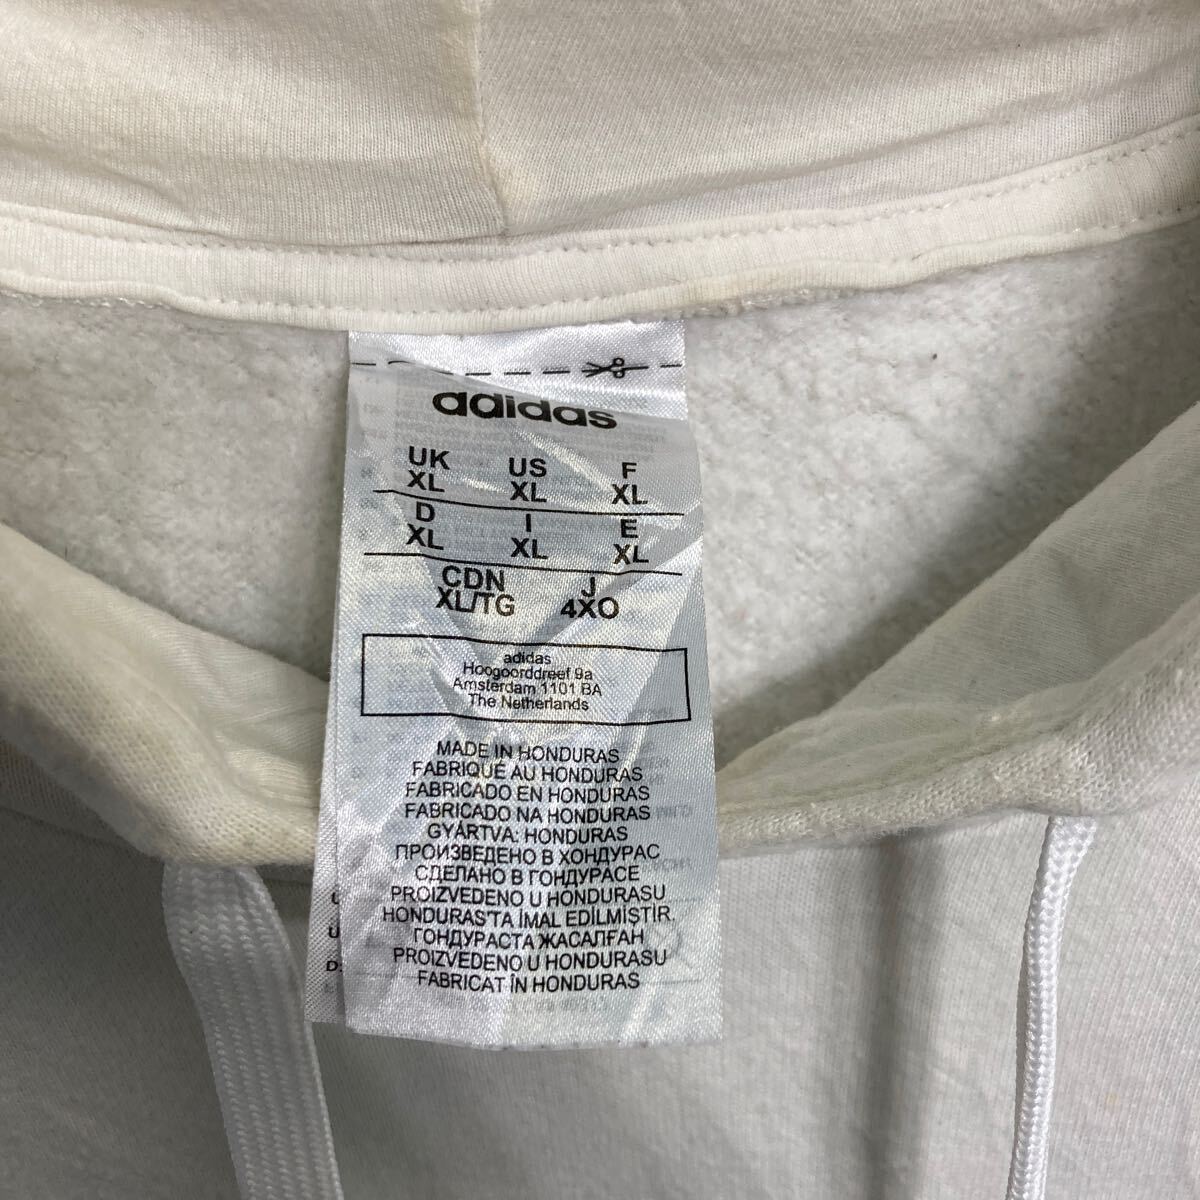 adidas
UK US F
XL XL XL
D I E
XL XL XL
CDN J
XL/TG 4XO
adidas
Hoogoorddreef 9a
Amsterdam 1101 BA
The Netherlands
MADE IN HONDURAS
FABRIQUÉ AU HONDURAS
FABRICADO EN HONDURAS
FABRICADO NA HONDURAS
GYÁRTVA: HONDURAS
ПРОИЗВЕДЕНО В ХОНДУРАС
СДЕЛАНО В ГОНДУРАСЕ
PROIZVEDENO U HONDURASU
HONDURAS'TA İMAL EDİLMİŞTİR.
ГОНДУРАСТА ЖАСАЛҒАН
PROIZVEDENO U HONDURASU
FABRICAT ÎN HONDURAS